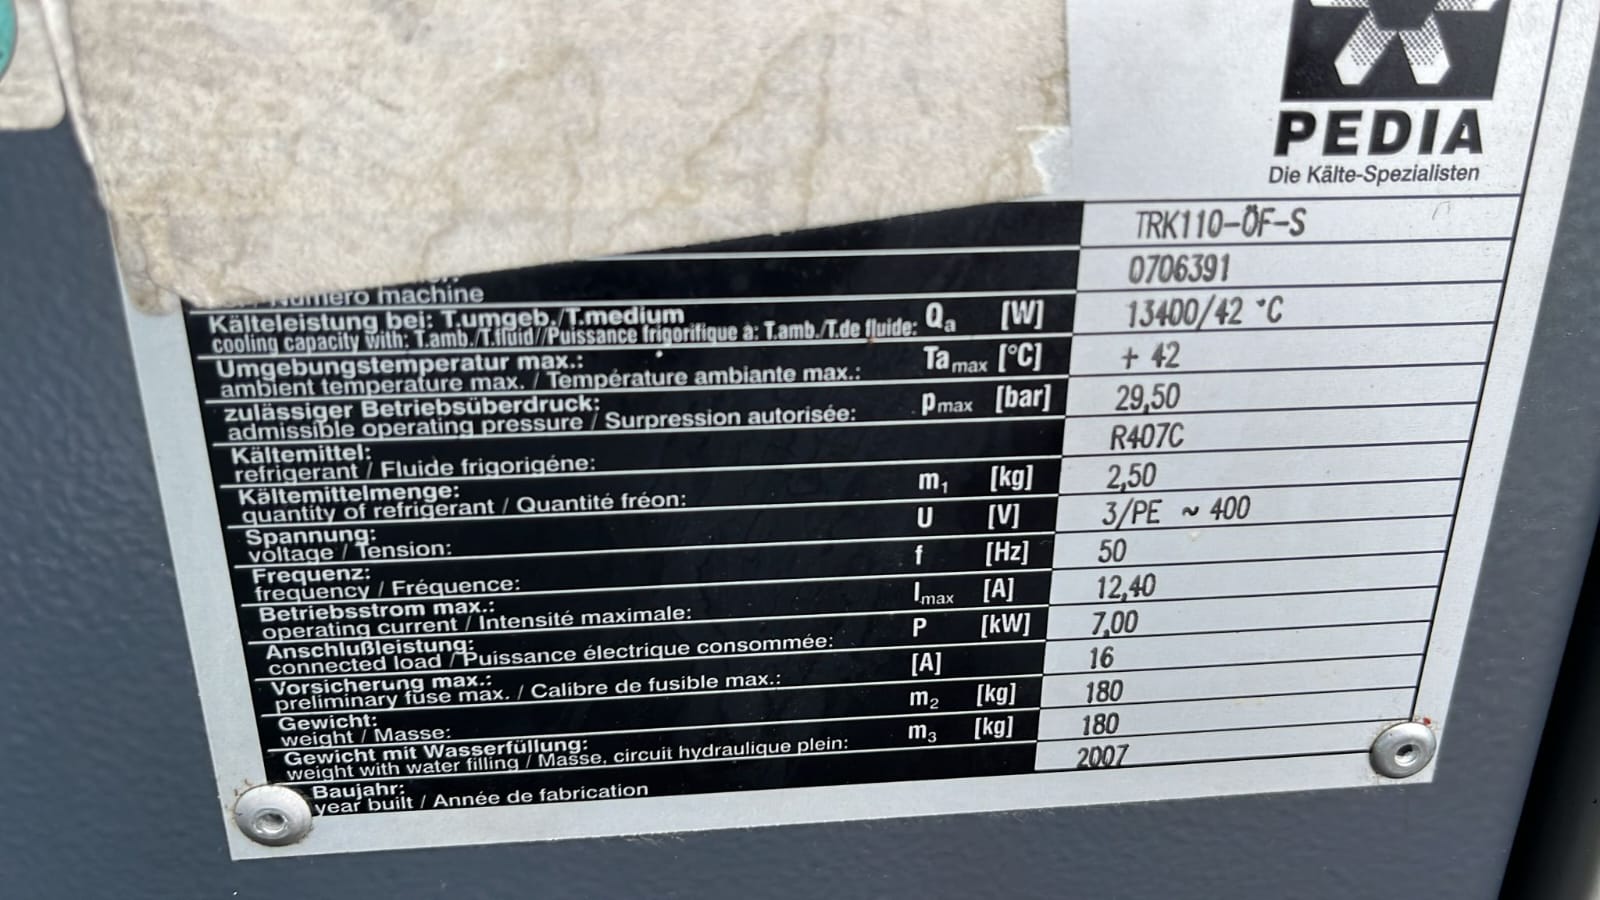 PEDIA
Die Kälte-Spezialisten
TRK110-ÖF-S
Numéro machine 0706391
Kälteleistung bei: T.umgeb./T.medium Qa [W] 13400/42 °C
cooling capacity with: T.amb./T.fluid//Puissance frigorifique a: T.amb./T.de fluide:
Umgebungstemperatur max.: Ta max [°C] + 42
ambient temperature max. / Température ambiante max.:
zulässiger Betriebsüberdruck: pmax [bar] 29,50
admissible operating pressure / Surpression autorisée:
Kältemittel: R407C
refrigerant / Fluide frigorigéne:
Kältemittelmenge: m1 [kg] 2,50
quantity of refrigerant / Quantité fréon:
Spannung: U [V] 3/PE ~ 400
voltage / Tension:
Frequenz: f [Hz] 50
frequency / Fréquence:
Betriebsstrom max.: Imax [A] 12,40
operating current / Intensité maximale:
Anschlußleistung: P [kW] 7,00
connected load / Puissance électrique consommée:
Vorsicherung max.: [A] 16
preliminary fuse max. / Calibre de fusible max.:
Gewicht: m2 [kg] 180
weight / Masse:
Gewicht mit Wasserfüllung: m3 [kg] 180
weight with water filling / Masse, circuit hydraulique plein:
Baujahr: 2007
year built / Année de fabrication